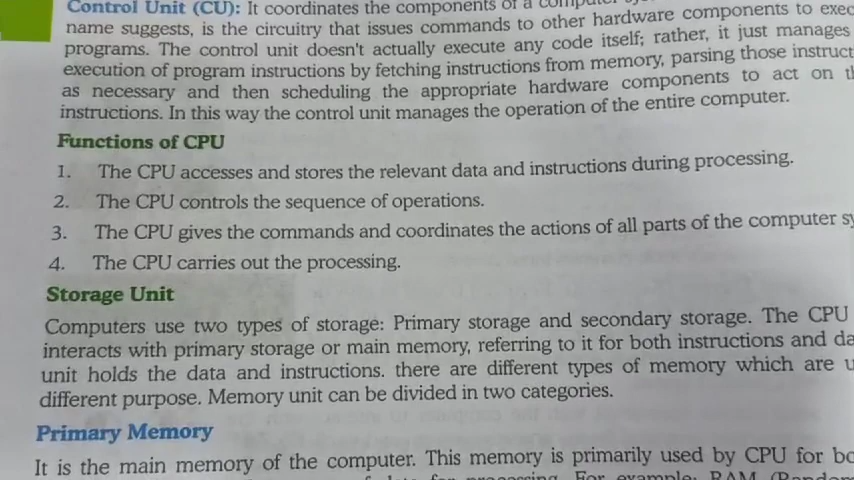 Control Unit (CU): It coordinates the components of a computer
name suggests, is the circuitry that issues commands to other hardware components to
programs. The control unit doesn't actually execute any code itself; rather, it just manages
execution of program instructions by fetching instructions from memory, parsing those
as necessary and then scheduling the appropriate hardware components to act on
instructions. In this way the control unit manages the operation of the entire computer.
Functions of CPU
1. The CPU accesses and stores the relevant data and instructions during processing.
2. The CPU controls the sequence of operations.
3. The CPU gives the commands and coordinates the actions of all parts of the computer
4. The CPU carries out the processing.
Storage Unit
Computers use two types of storage: Primary storage and secondary storage. The CPU
interacts with primary storage or main memory, referring to it for both instructions and
unit holds the data and instructions. there are different types of memory which are
different purpose. Memory unit can be divided in two categories.
Primary Memory
It is the main memory of the computer. This memory is primarily used by CPU for
of data for processing. For example: RAM (Random